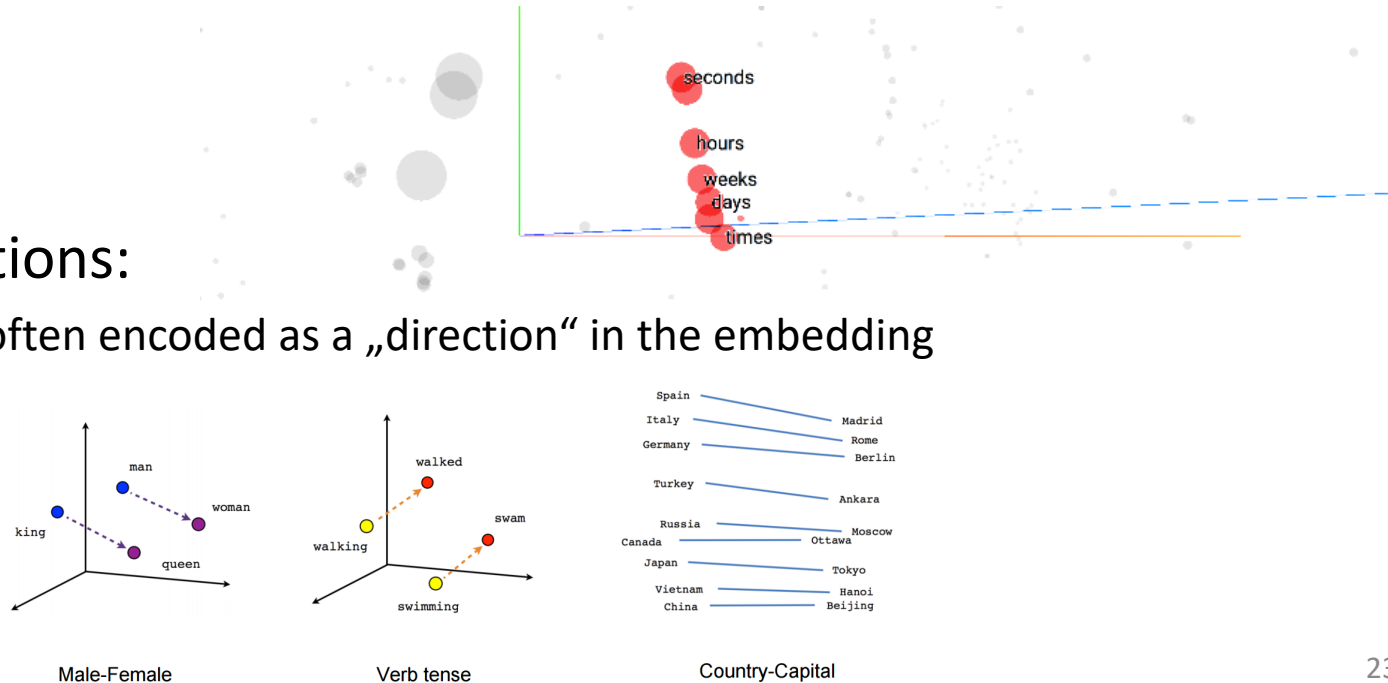 seconds
hours
weeks
days
times
tions:
often encoded as a „direction“ in the embedding
man
woman
king
queen
walked
swam
walking
swimming
Spain Madrid
Italy Rome
Germany Berlin
Turkey Ankara
Russia Moscow
Canada Ottawa
Japan Tokyo
Vietnam Hanoi
China Beijing
Male-Female
Verb tense
Country-Capital
23